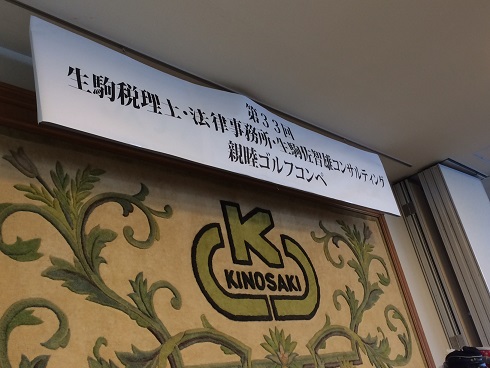 第33回
生駒税理士・法律事務所・生駒佐智雄コンサルティング
親睦ゴルフコンペ
K
KINOSAKI